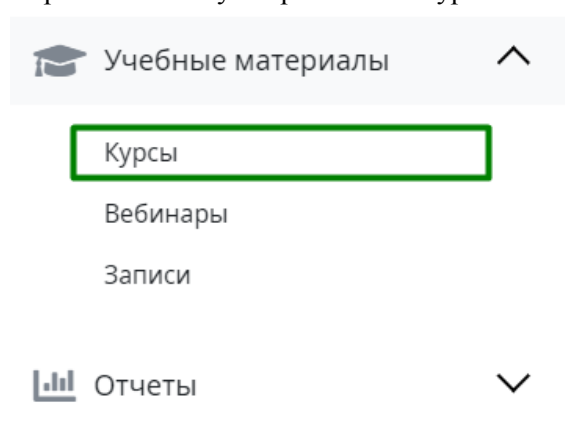 Учебные материалы
Курсы
Вебинары
Записи
Отчеты